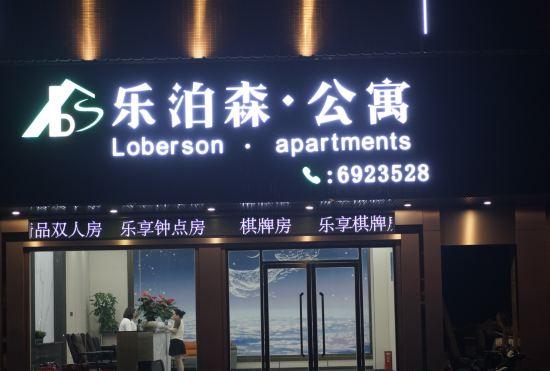 乐泊森·公寓
Loberson · apartments
:6923528
品双人房 乐享钟点房 棋牌房 乐享棋牌房